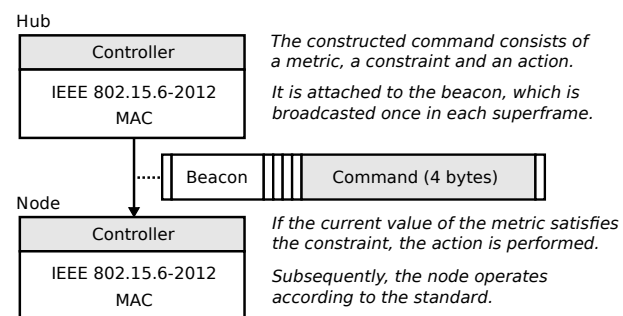 Hub
Controller
IEEE 802.15.6-2012
MAC
The constructed command consists of
a metric, a constraint and an action.
It is attached to the beacon, which is
broadcasted once in each superframe.
Beacon
Command (4 bytes)
Node
Controller
IEEE 802.15.6-2012
MAC
If the current value of the metric satisfies
the constraint, the action is performed.
Subsequently, the node operates
according to the standard.